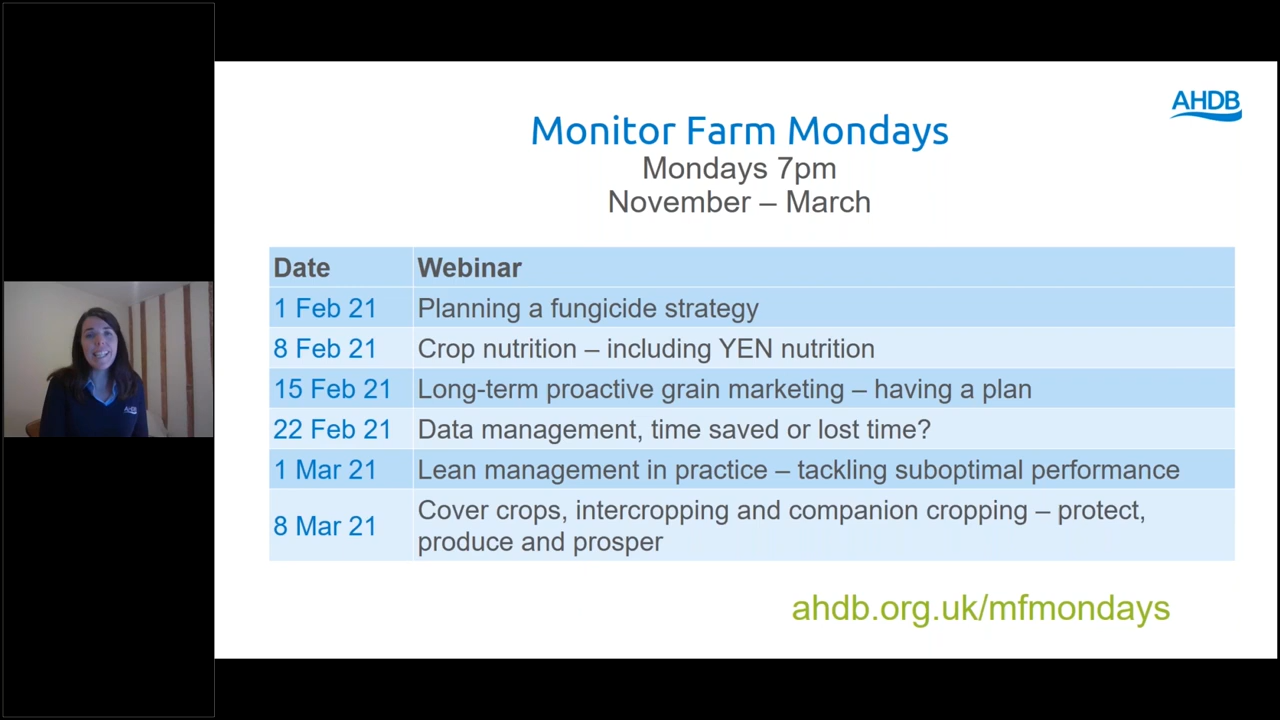 AHDB
Monitor Farm Mondays
Mondays 7pm
November – March
Date Webinar
1 Feb 21 Planning a fungicide strategy
8 Feb 21 Crop nutrition – including YEN nutrition
15 Feb 21 Long-term proactive grain marketing – having a plan
22 Feb 21 Data management, time saved or lost time?
1 Mar 21 Lean management in practice – tackling suboptimal performance
8 Mar 21 Cover crops, intercropping and companion cropping – protect,
produce and prosper
ahdb.org.uk/mfmondays
AHDB